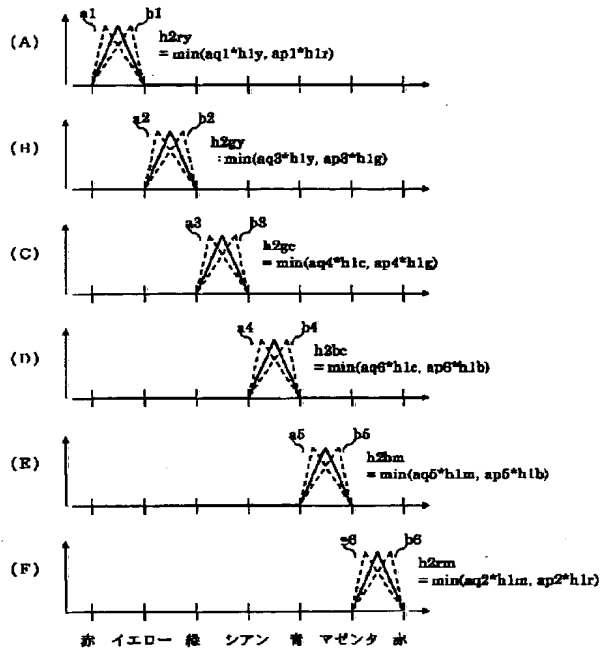 (A)
a1
b1
h2ry
= min(aq1*h1y, ap1*h1r)
(B)
a2
b2
h2gy
: min(aq3*h1y, ap3*h1g)
(C)
a3
b3
h2gc
= min(aq4*h1c, ap4*h1g)
(D)
a4
b4
h2bc
= min(aq6*h1c, ap6*h1b)
(E)
a5
b5
h2bm
= min(aq5*h1m, ap5*h1b)
(F)
a6
b6
h2rm
= min(aq2*h1m, ap2*h1r)
赤 イエロー 緑 シアン 青 マゼンタ 赤